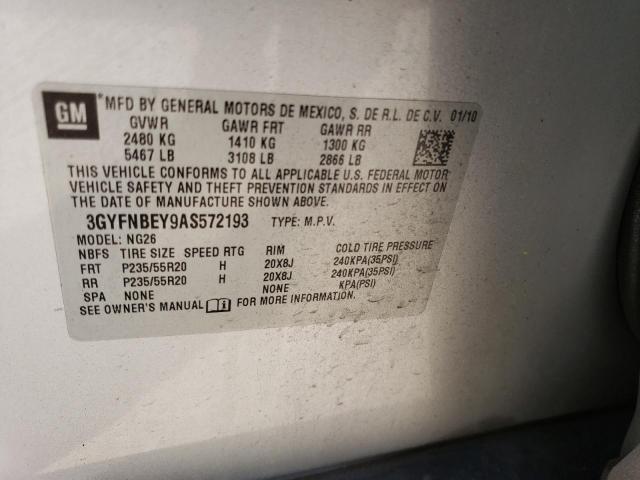 GM
*MFD BY GENERAL MOTORS DE MEXICO, S. DE R.L. DE C.V. 01/10
GVWR GAWR FRT GAWR RR
2480 KG 1410 KG 1300 KG
5467 LB 3108 LB 2866 LB
THIS VEHICLE CONFORMS TO ALL APPLICABLE U.S. FEDERAL MOTOR
VEHICLE SAFETY AND THEFT PREVENTION STANDARDS IN EFFECT ON
THE DATE OF MANUFACTURE SHOWN ABOVE.
3GYFNBEY9AS572193 TYPE: M.P.V.
MODEL: NG26
NBFS TIRE SIZE SPEED RTG RIM COLD TIRE PRESSURE
FRT P235/55R20 H 20X8J 240KPA(35PSI)
RR P235/55R20 H 20X8J 240KPA(35PSI)
SPA NONE NONE KPA(PSI)
SEE OWNER'S MANUAL FOR MORE INFORMATION.